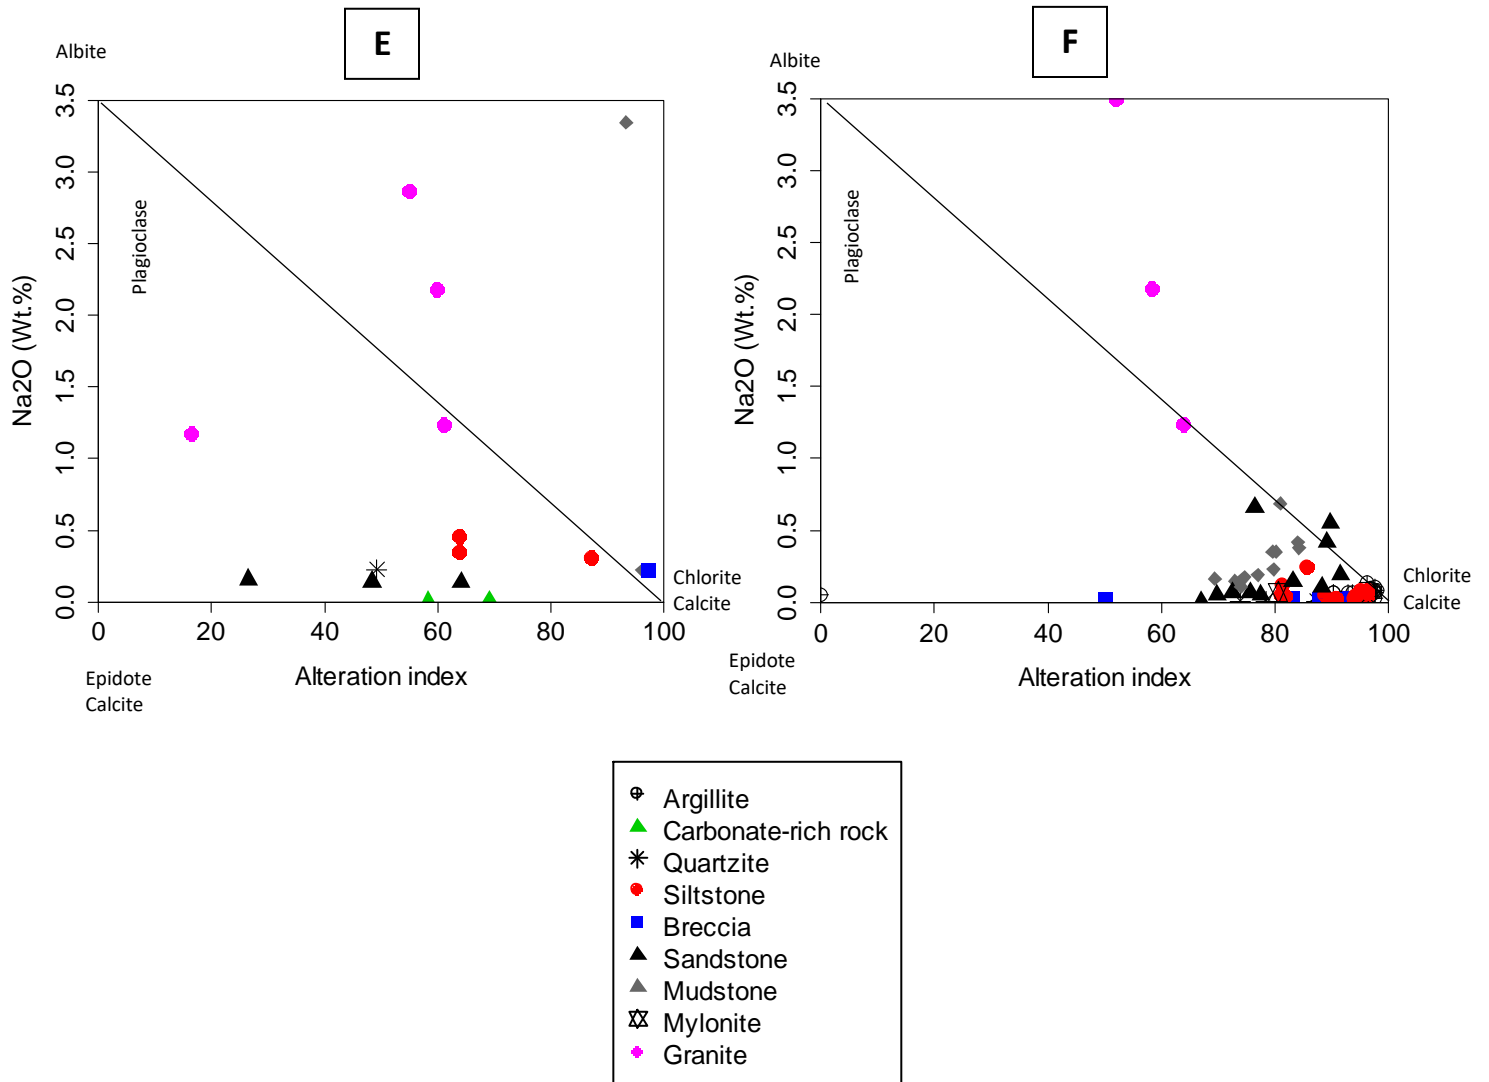 E
Albite
3.5
3.0
2.5
2.0
1.5
1.0
0.5
0.0
Na2O (Wt.%)
Plagioclase
Chlorite
Calcite
0 20 40 60 80 100
Alteration index
Epidote
Calcite
F
Albite
3.5
3.0
2.5
2.0
1.5
1.0
0.5
0.0
Na2O (Wt.%)
Plagioclase
Chlorite
Calcite
0 20 40 60 80 100
Alteration index
Epidote
Calcite
Argillite
Carbonate-rich rock
Quartzite
Siltstone
Breccia
Sandstone
Mudstone
Mylonite
Granite